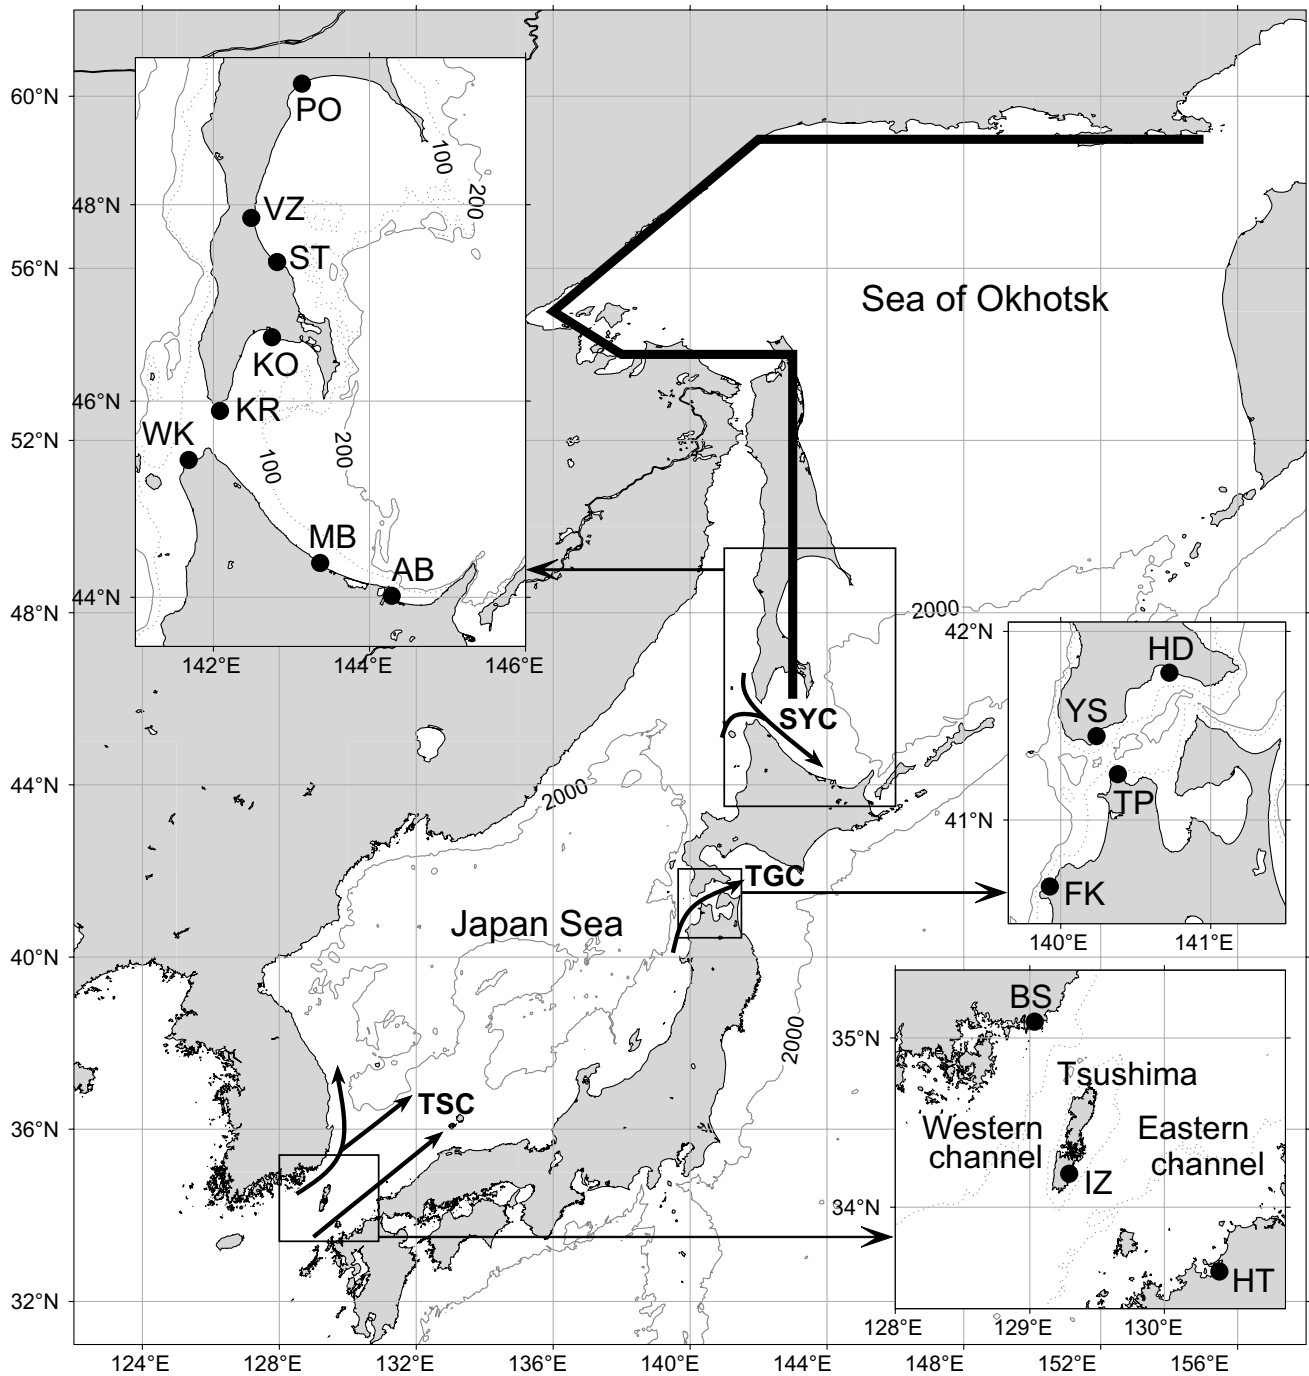 60°N
56°N
52°N
48°N
44°N
40°N
36°N
32°N
124°E
128°E
132°E
136°E
140°E
144°E
148°E
152°E
156°E
48°N
46°N
44°N
142°E
144°E
146°E
PO
VZ
ST
KO
KR
WK
MB
AB
100
200
100
200
Sea of Okhotsk
2000
SYC
2000
TGC
Japan Sea
2000
TSC
42°N
41°N
140°E
141°E
HD
YS
TP
FK
35°N
34°N
128°E
129°E
130°E
BS
Tsushima
Western
channel
Eastern
channel
IZ
HT